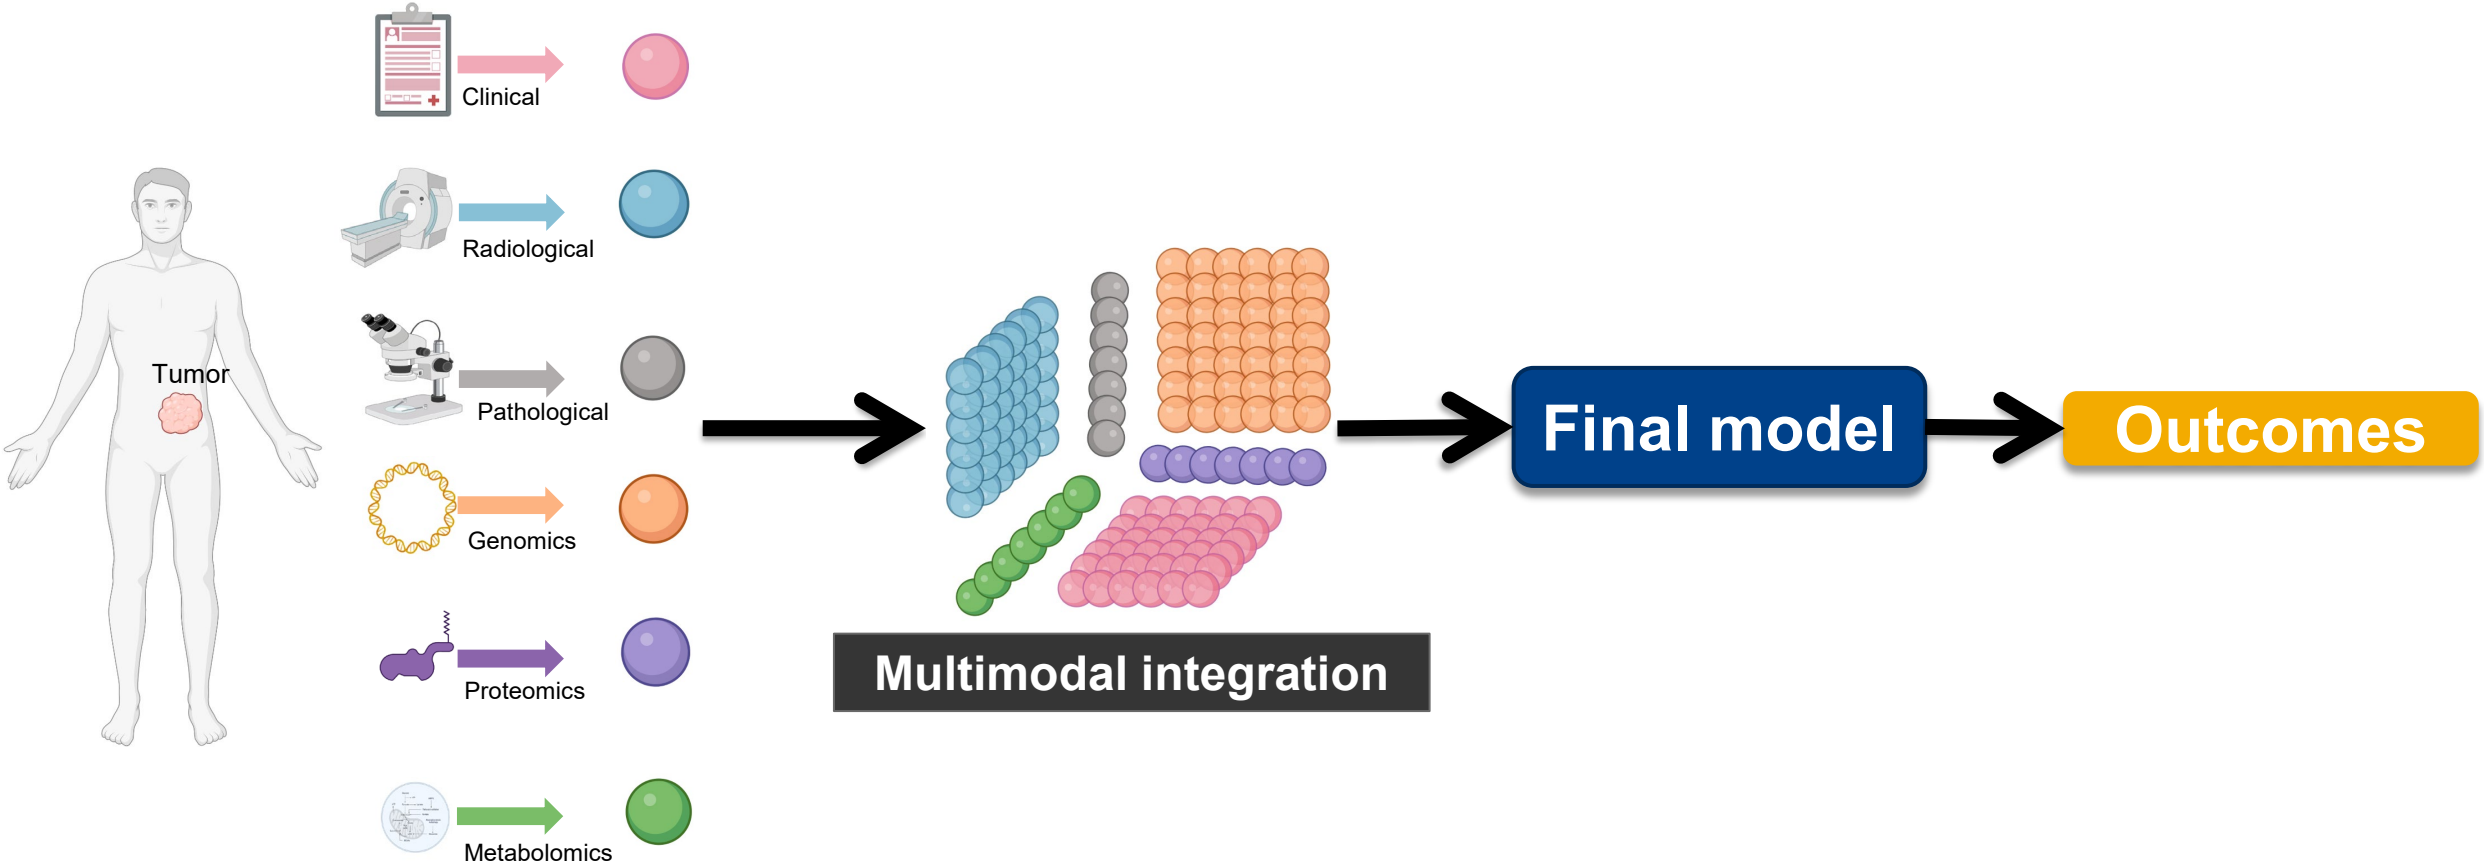 Clinical
Radiological
Tumor
Pathological
Genomics
Proteomics
Metabolomics
Multimodal integration
Final model
Outcomes